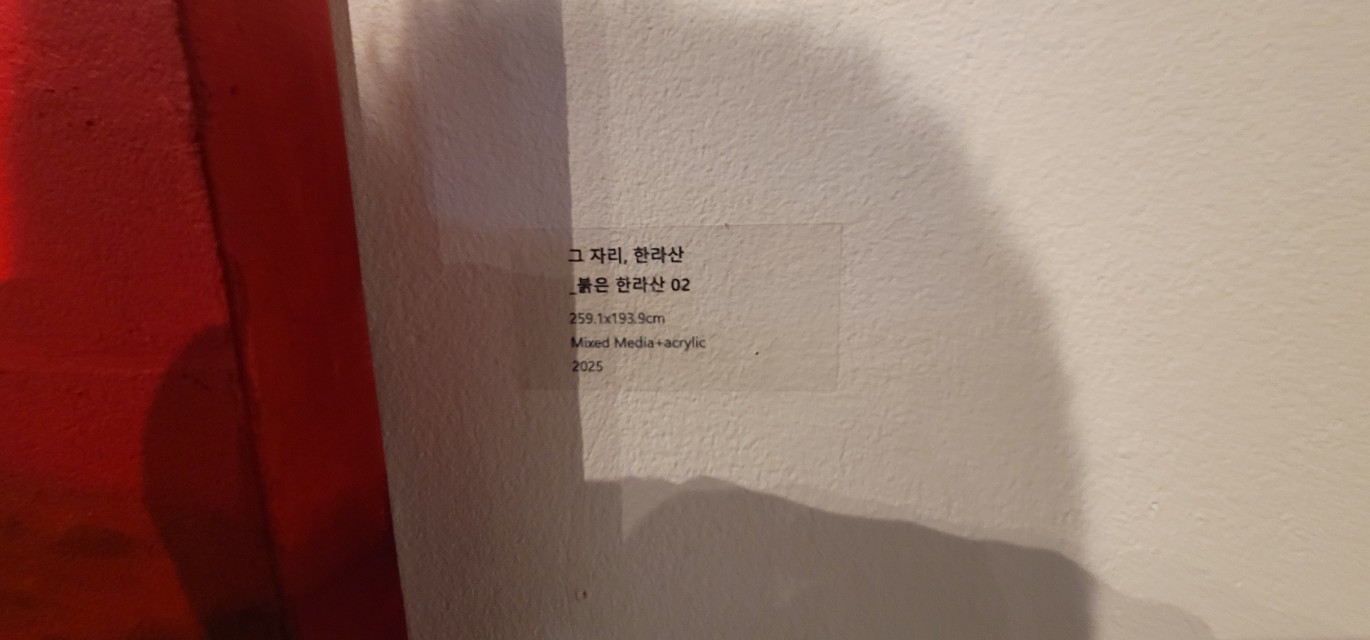 그 자리, 한라산
_붉은 한라산 02
259.1x193.9cm
Mixed Media+acrylic
2025